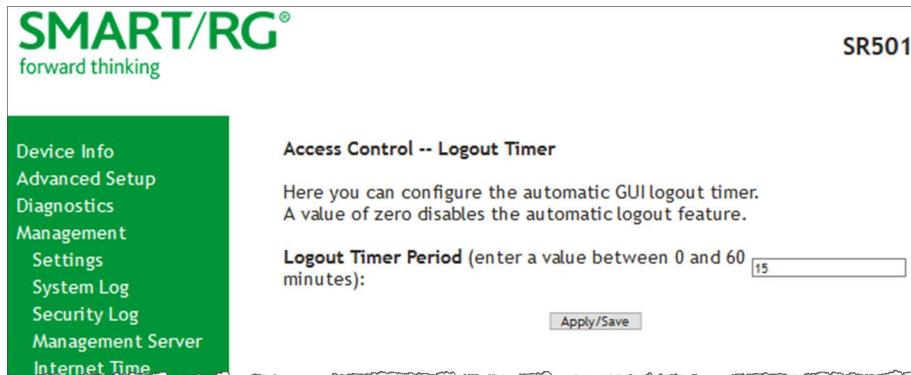 SMART/RG®
forward thinking
SR501
Device Info
Advanced Setup
Diagnostics
Management
Settings
System Log
Security Log
Management Server
Internet Time
Access Control -- Logout Timer
Here you can configure the automatic GUI logout timer.
A value of zero disables the automatic logout feature.
Logout Timer Period (enter a value between 0 and 60
minutes):
15
Apply/Save